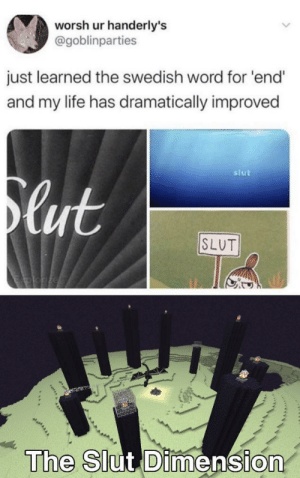 worsh ur handerly's
@goblinparties
just learned the swedish word for 'end'
and my life has dramatically improved
Slut
slut
SLUT
The Slut Dimension